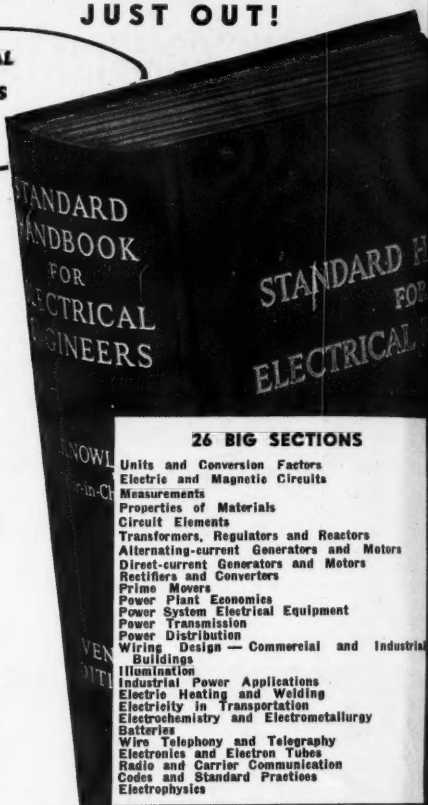 JUST OUT!
STANDARD
HANDBOOK
FOR
ELECTRICAL
ENGINEERS
STANDARD
FOR
ELECTRICAL
26 BIG SECTIONS
Units and Conversion Factors
Electric and Magnetic Circuits
Measurements
Properties of Materials
Circuit Elements
Transformers, Regulators and Reactors
Alternating-current Generators and Motors
Direct-current Generators and Motors
Rectifiers and Converters
Prime Movers
Power Plant Economics
Power System Electrical Equipment
Power Transmission
Power Distribution
Wiring Design — Commercial and Industrial
Buildings
Illumination
Industrial Power Applications
Electric Heating and Welding
Electricity in Transportation
Electrochemistry and Electrometallurgy
Batteries
Wire Telephony and Telegraphy
Electronics and Electron Tubes
Radio and Carrier Communication
Codes and Standard Practices
Electrophysics